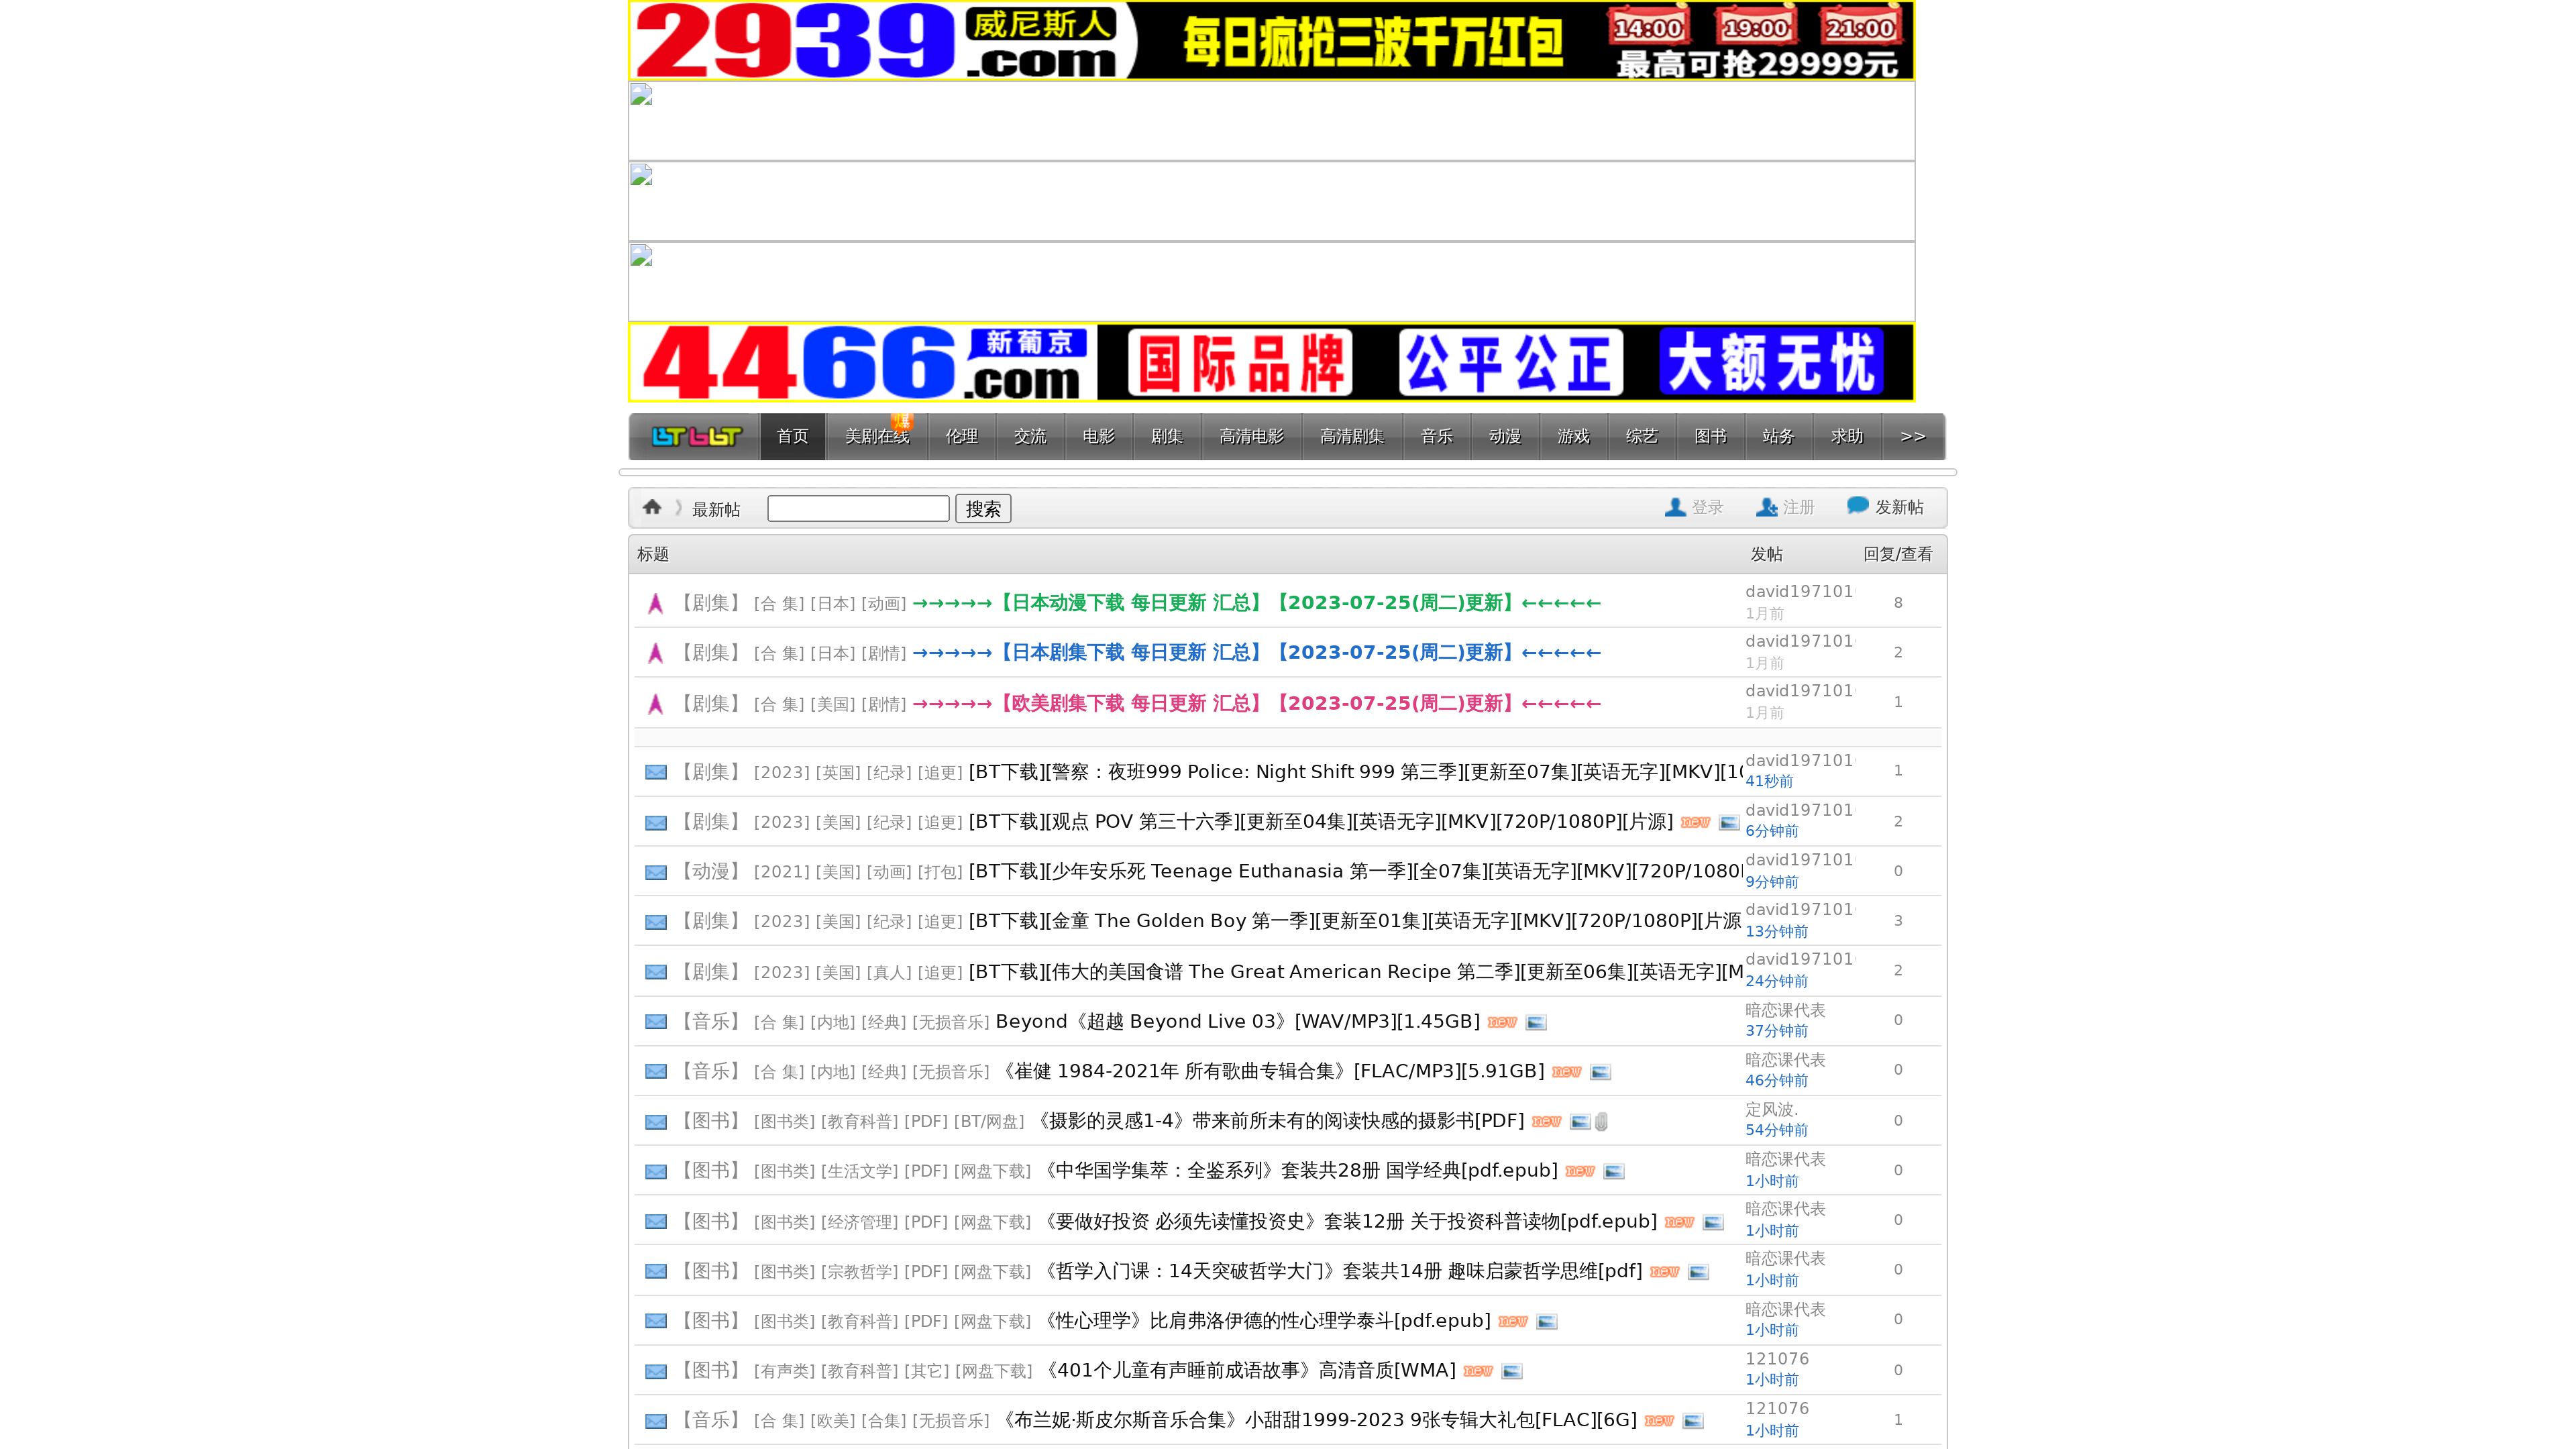 2939.com 威尼斯人 每日疯抢三波千万红包 14:00 19:00 21:00 最高可抢29999元
4466.com 新葡京 国际品牌 公平公正 大额无忧
BTBBT 首页 美剧在线 伦理 交流 电影 剧集 高清电影 高清剧集 音乐 动漫 游戏 综艺 图书 站务 求助 >>
最新帖 搜索 登录 注册 发新帖
标题 发帖 回复/查看
【剧集】 [合 集] [日本] [动画] →→→→→【日本动漫下载 每日更新 汇总】【2023-07-25(周二)更新】←←←←← david197101 8
1月前
【剧集】 [合 集] [日本] [剧情] →→→→→【日本剧集下载 每日更新 汇总】【2023-07-25(周二)更新】←←←←← david197101 2
1月前
【剧集】 [合 集] [美国] [剧情] →→→→→【欧美剧集下载 每日更新 汇总】【2023-07-25(周二)更新】←←←←← david197101 1
1月前
【剧集】 [2023] [英国] [纪录] [追更] [BT下载][警察：夜班999 Police: Night Shift 999 第三季][更新至07集][英语无字][MKV][10 david197101 1
41秒前
【剧集】 [2023] [美国] [纪录] [追更] [BT下载][观点 POV 第三十六季][更新至04集][英语无字][MKV][720P/1080P][片源] new david197101 2
6分钟前
【动漫】 [2021] [美国] [动画] [打包] [BT下载][少年安乐死 Teenage Euthanasia 第一季][全07集][英语无字][MKV][720P/1080 david197101 0
9分钟前
【剧集】 [2023] [美国] [纪录] [追更] [BT下载][金童 The Golden Boy 第一季][更新至01集][英语无字][MKV][720P/1080P][片源 david197101 3
13分钟前
【剧集】 [2023] [美国] [真人] [追更] [BT下载][伟大的美国食谱 The Great American Recipe 第二季][更新至06集][英语无字][M david197101 2
24分钟前
【音乐】 [合 集] [内地] [经典] [无损音乐] Beyond《超越 Beyond Live 03》[WAV/MP3][1.45GB] new 暗恋课代表 0
37分钟前
【音乐】 [合 集] [内地] [经典] [无损音乐] 《崔健 1984-2021年 所有歌曲专辑合集》[FLAC/MP3][5.91GB] new 暗恋课代表 0
46分钟前
【图书】 [图书类] [教育科普] [PDF] [BT/网盘] 《摄影的灵感1-4》带来前所未有的阅读快感的摄影书[PDF] new 定风波. 0
54分钟前
【图书】 [图书类] [生活文学] [PDF] [网盘下载] 《中华国学集萃：全鉴系列》套装共28册 国学经典[pdf.epub] new 暗恋课代表 0
1小时前
【图书】 [图书类] [经济管理] [PDF] [网盘下载] 《要做好投资 必须先读懂投资史》套装12册 关于投资科普读物[pdf.epub] new 暗恋课代表 0
1小时前
【图书】 [图书类] [宗教哲学] [PDF] [网盘下载] 《哲学入门课：14天突破哲学大门》套装共14册 趣味启蒙哲学思维[pdf] new 暗恋课代表 0
1小时前
【图书】 [图书类] [教育科普] [PDF] [网盘下载] 《性心理学》比肩弗洛伊德的性心理学泰斗[pdf.epub] new 暗恋课代表 0
1小时前
【图书】 [有声类] [教育科普] [其它] [网盘下载] 《401个儿童有声睡前成语故事》高清音质[WMA] new 121076 0
1小时前
【音乐】 [合 集] [欧美] [合集] [无损音乐] 《布兰妮·斯皮尔斯音乐合集》小甜甜1999-2023 9张专辑大礼包[FLAC][6G] new 121076 1
1小时前